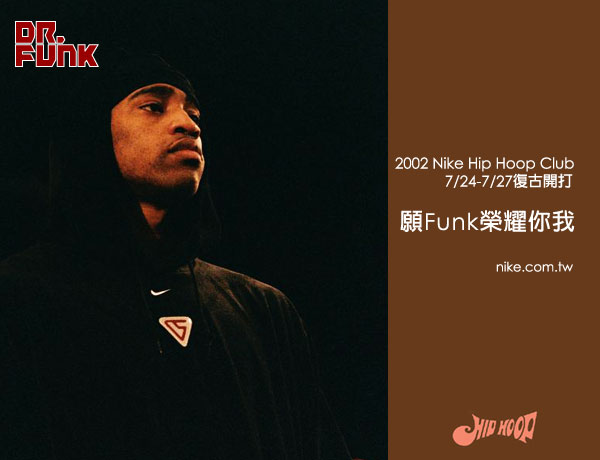 DR.
FUNK
2002 Nike Hip Hoop Club
7/24-7/27復古開打
願Funk榮耀你我
nike.com.tw
HIP HOOP